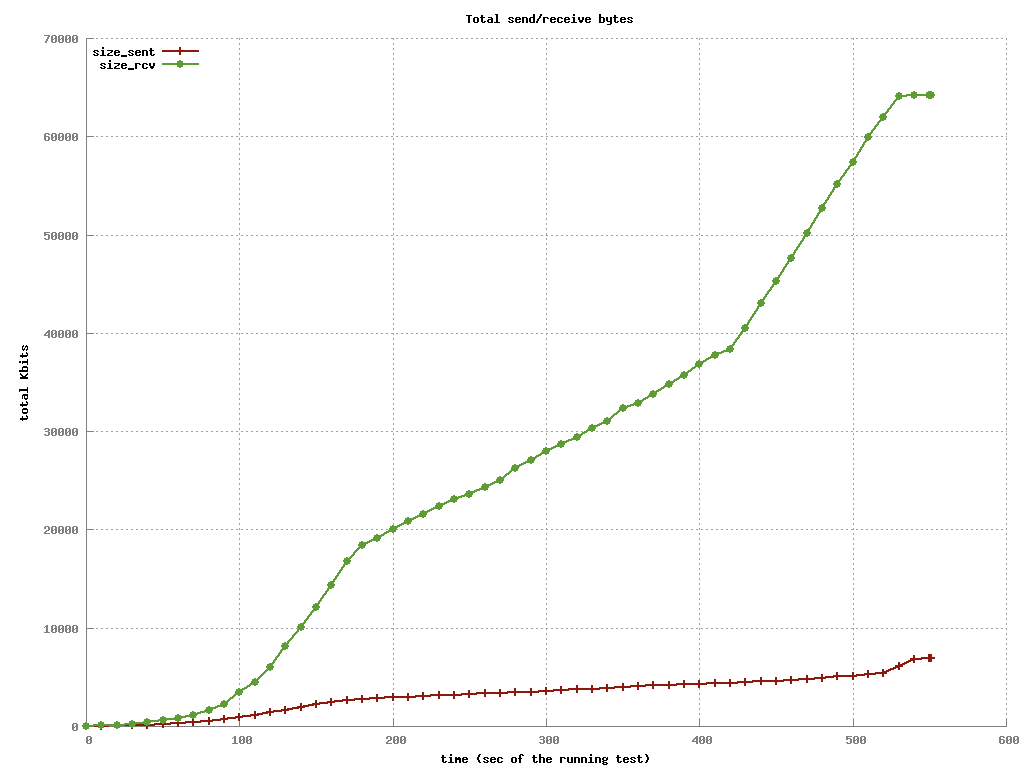 Total send/receive bytes
70000
size_sent
size_rcv
60000
50000
40000
total Kbits
30000
20000
10000
0
0 100 200 300 400 500 600
time (sec of the running test)